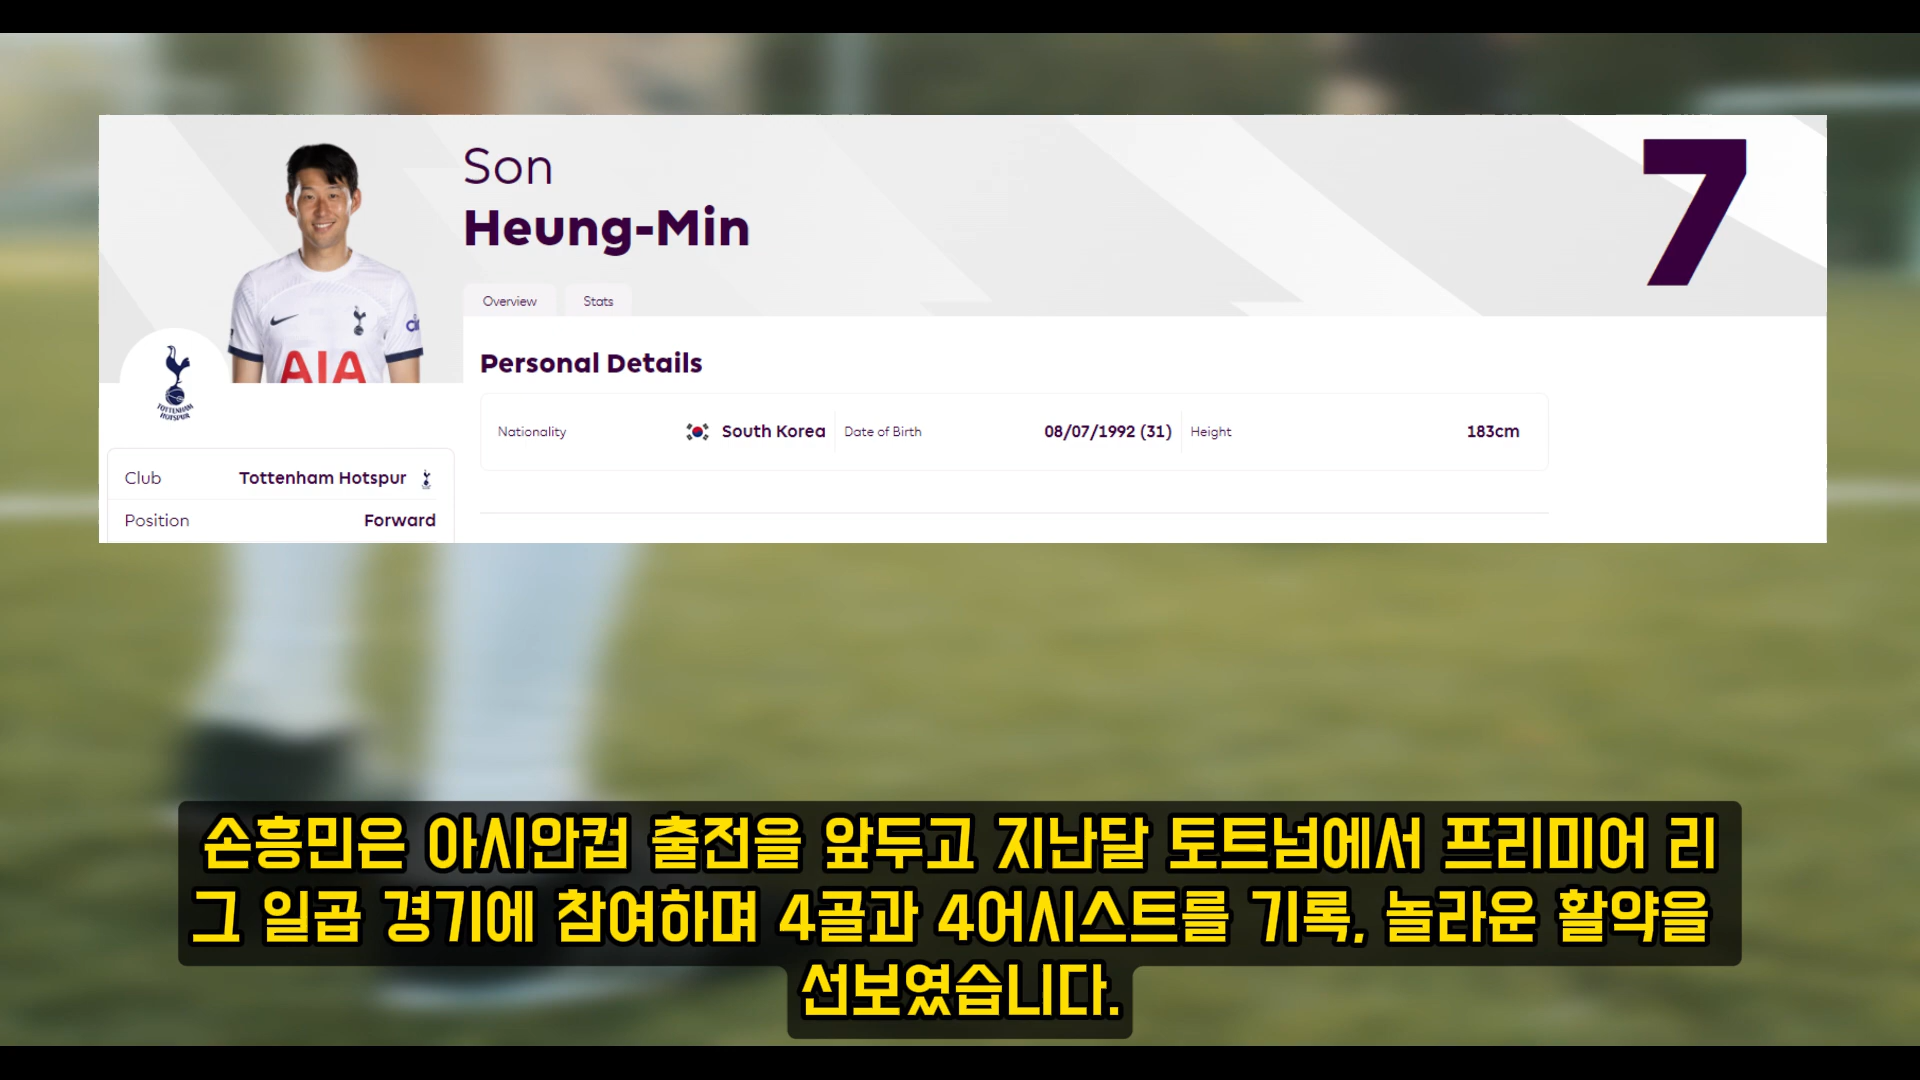 Son
Heung-Min
7
Overview Stats
AIA
TOTTENHAM
HOTSPUR
Personal Details
Nationality South Korea Date of Birth 08/07/1992 (31) Height 183cm
Club Tottenham Hotspur
Position Forward
손흥민은 아시안컵 출전을 앞두고 지난달 토트넘에서 프리미어 리
그 일곱 경기에 참여하며 4골과 4어시스트를 기록, 놀라운 활약을
선보였습니다.